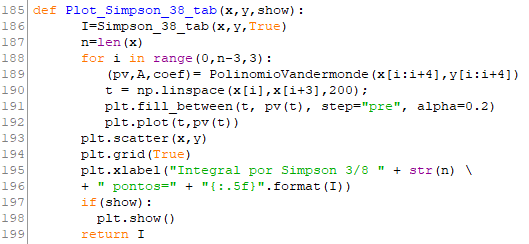 185 def Plot_Simpson_38_tab(x,y,show):
186       I=Simpson_38_tab(x,y,True)
187       n=len(x)
188       for i in range(0,n-3,3):
189          (pv,A,coef)= PolinomioVandermonde(x[i:i+4],y[i:i+4])
190          t = np.linspace(x[i],x[i+3],200);
191          plt.fill_between(t, pv(t), step="pre", alpha=0.2)
192          plt.plot(t,pv(t))
193       plt.scatter(x,y)
194       plt.grid(True)
195       plt.xlabel("Integral por Simpson 3/8 " + str(n) \
196       + " pontos=" + "{:.5f}".format(I))
197       if(show):
198         plt.show()
199       return I